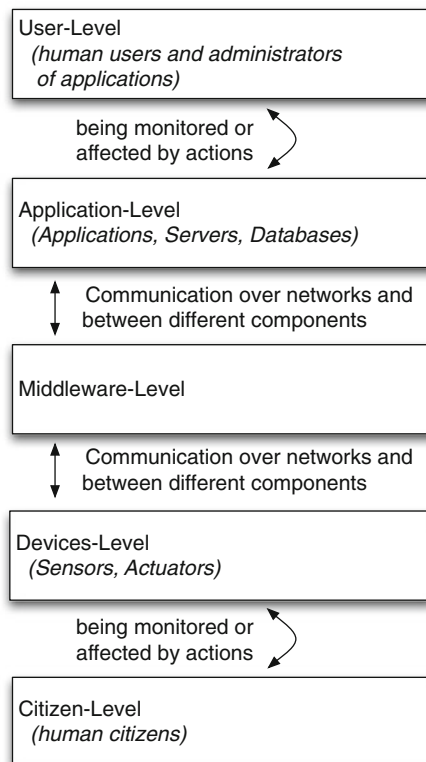 User-Level
(human users and administrators
of applications)
being monitored or
affected by actions
Application-Level
(Applications, Servers, Databases)
Communication over networks and
between different components
Middleware-Level
Communication over networks and
between different components
Devices-Level
(Sensors, Actuators)
being monitored or
affected by actions
Citizen-Level
(human citizens)